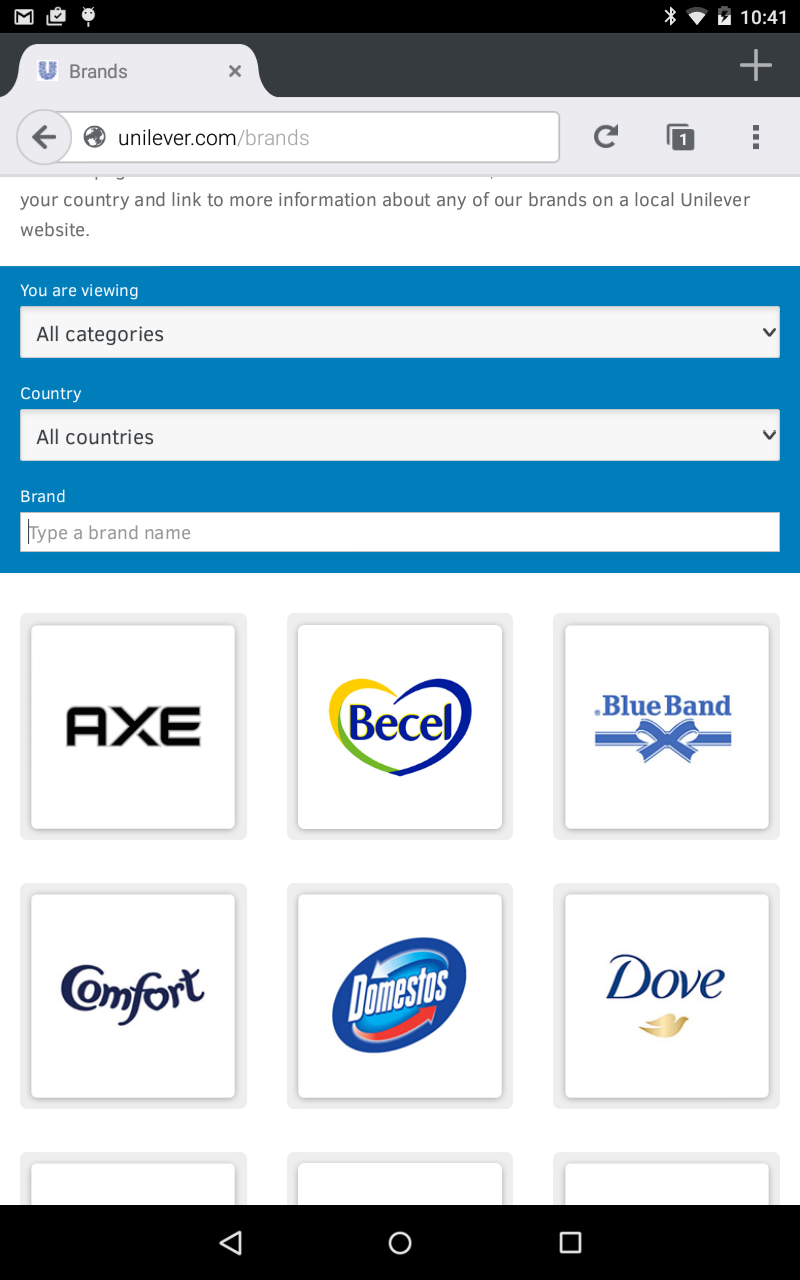 10:41
Brands
unilever.com/brands
1
your country and link to more information about any of our brands on a local Unilever
website.
You are viewing
All categories
Country
All countries
Brand
Type a brand name
AXE
Becel
Blue Band
Comfort
Domestos
Dove